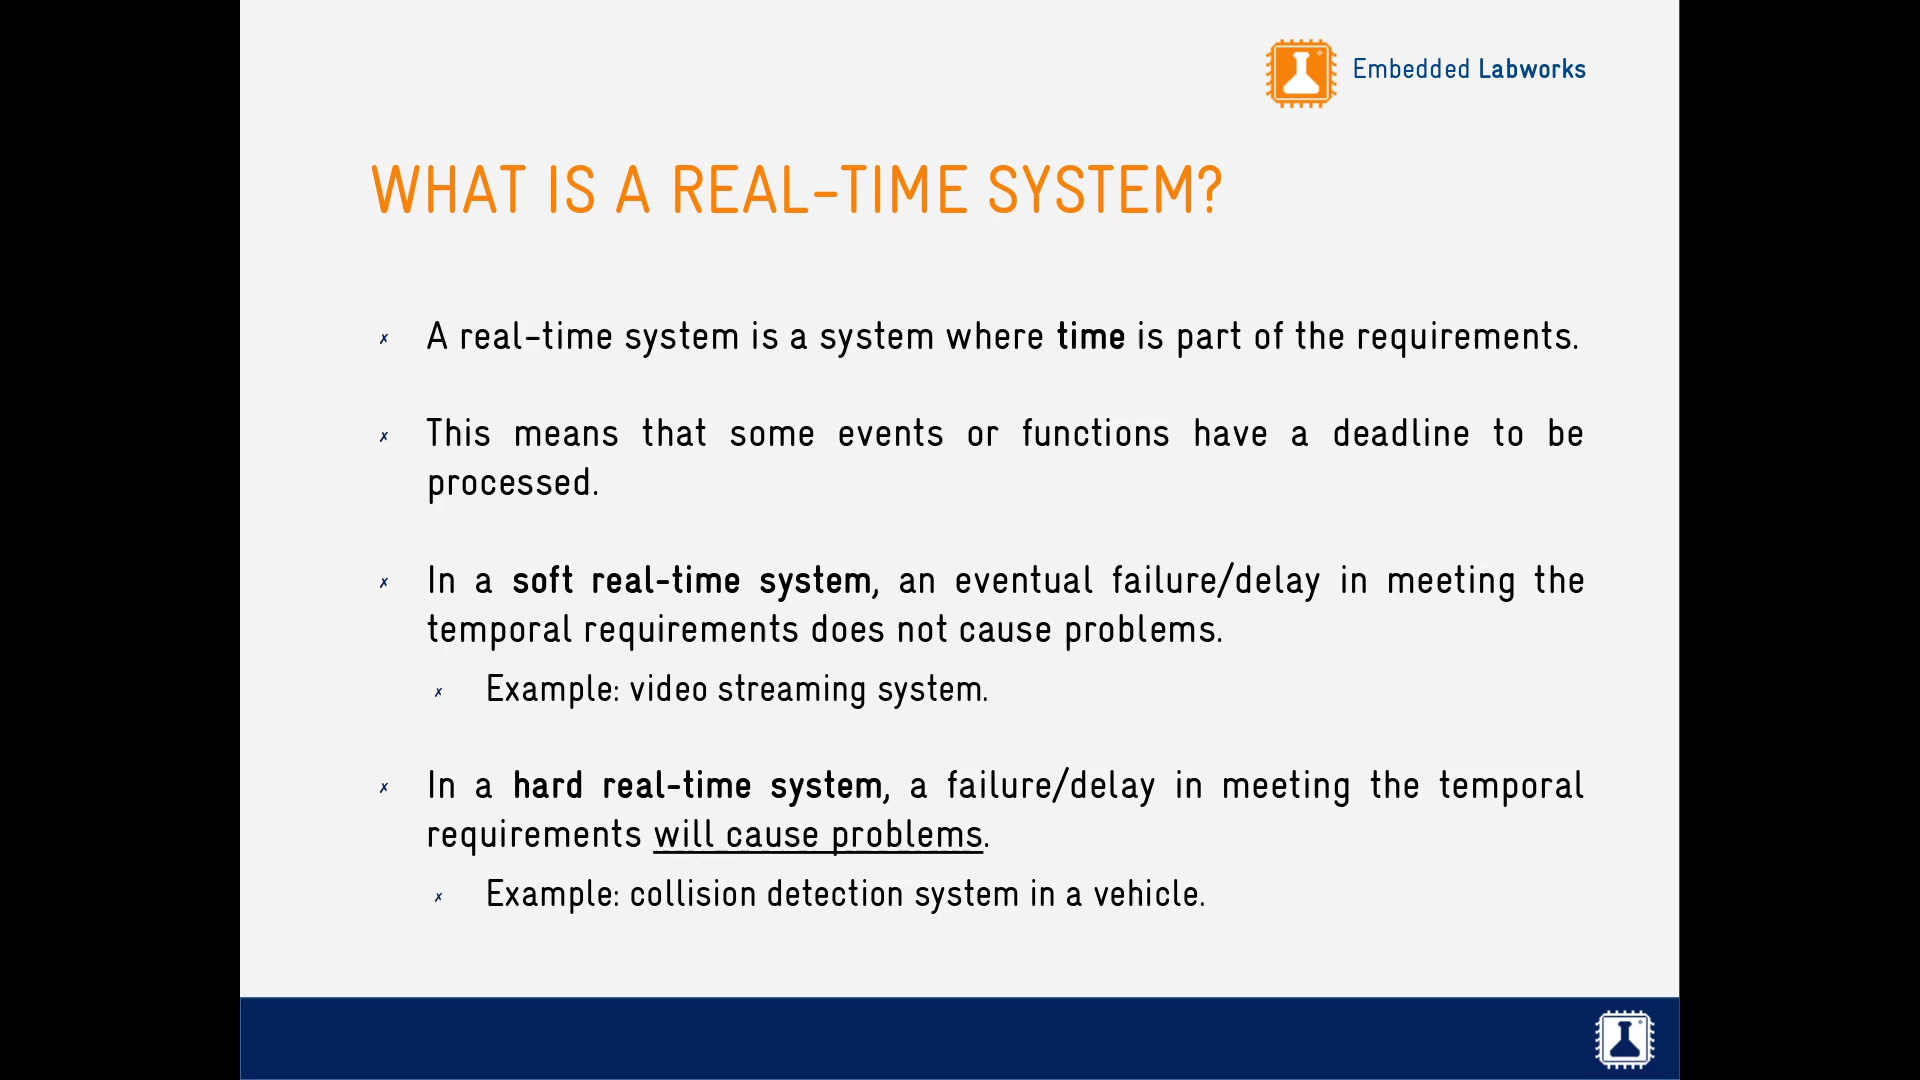 Embedded Labworks
WHAT IS A REAL-TIME SYSTEM?
✗ A real-time system is a system where time is part of the requirements.
✗ This means that some events or functions have a deadline to be
processed.
✗ In a soft real-time system, an eventual failure/delay in meeting the
temporal requirements does not cause problems.
✗ Example: video streaming system.
✗ In a hard real-time system, a failure/delay in meeting the temporal
requirements will cause problems.
✗ Example: collision detection system in a vehicle.